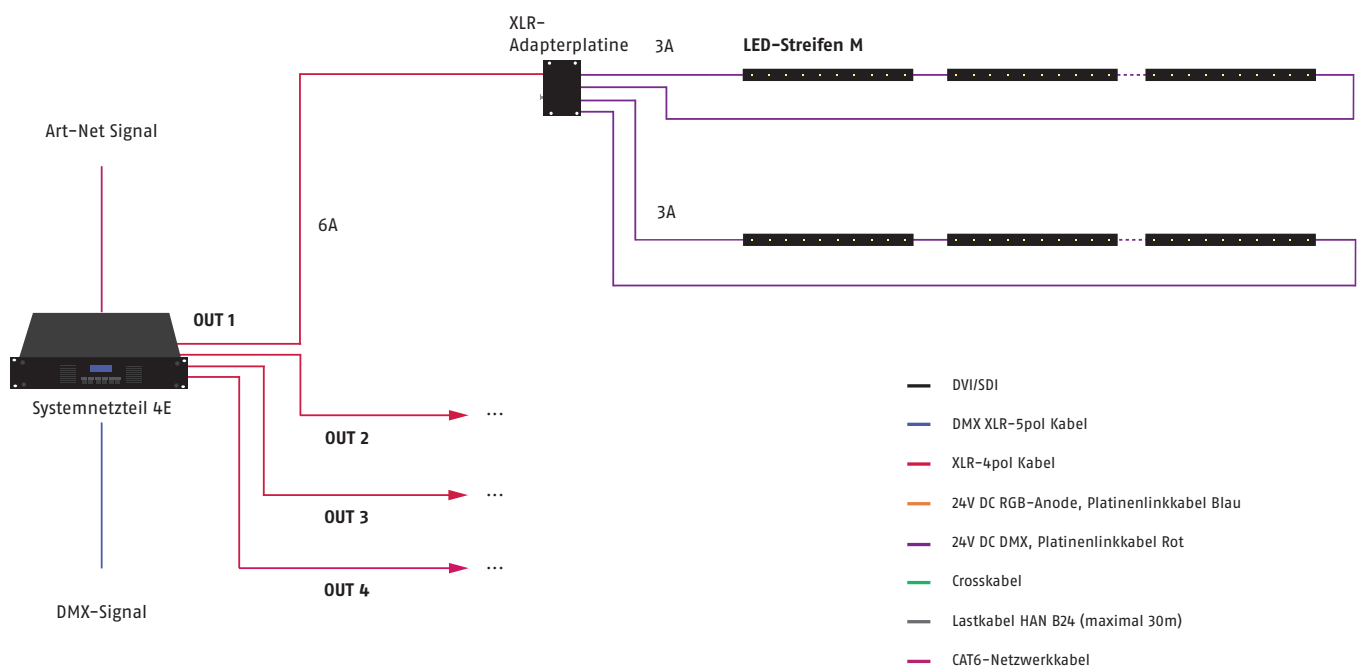 XLR-
Adapterplatine
3A
LED-Streifen M
Art-Net Signal
6A
3A
OUT 1
Systemnetzteil 4E
OUT 2
...
OUT 3
...
OUT 4
...
DMX-Signal
DVI/SDI
DMX XLR-5pol Kabel
XLR-4pol Kabel
24V DC RGB-Anode, Platinenlinkkabel Blau
24V DC DMX, Platinenlinkkabel Rot
Crosskabel
Lastkabel HAN B24 (maximal 30m)
CAT6-Netzwerkkabel